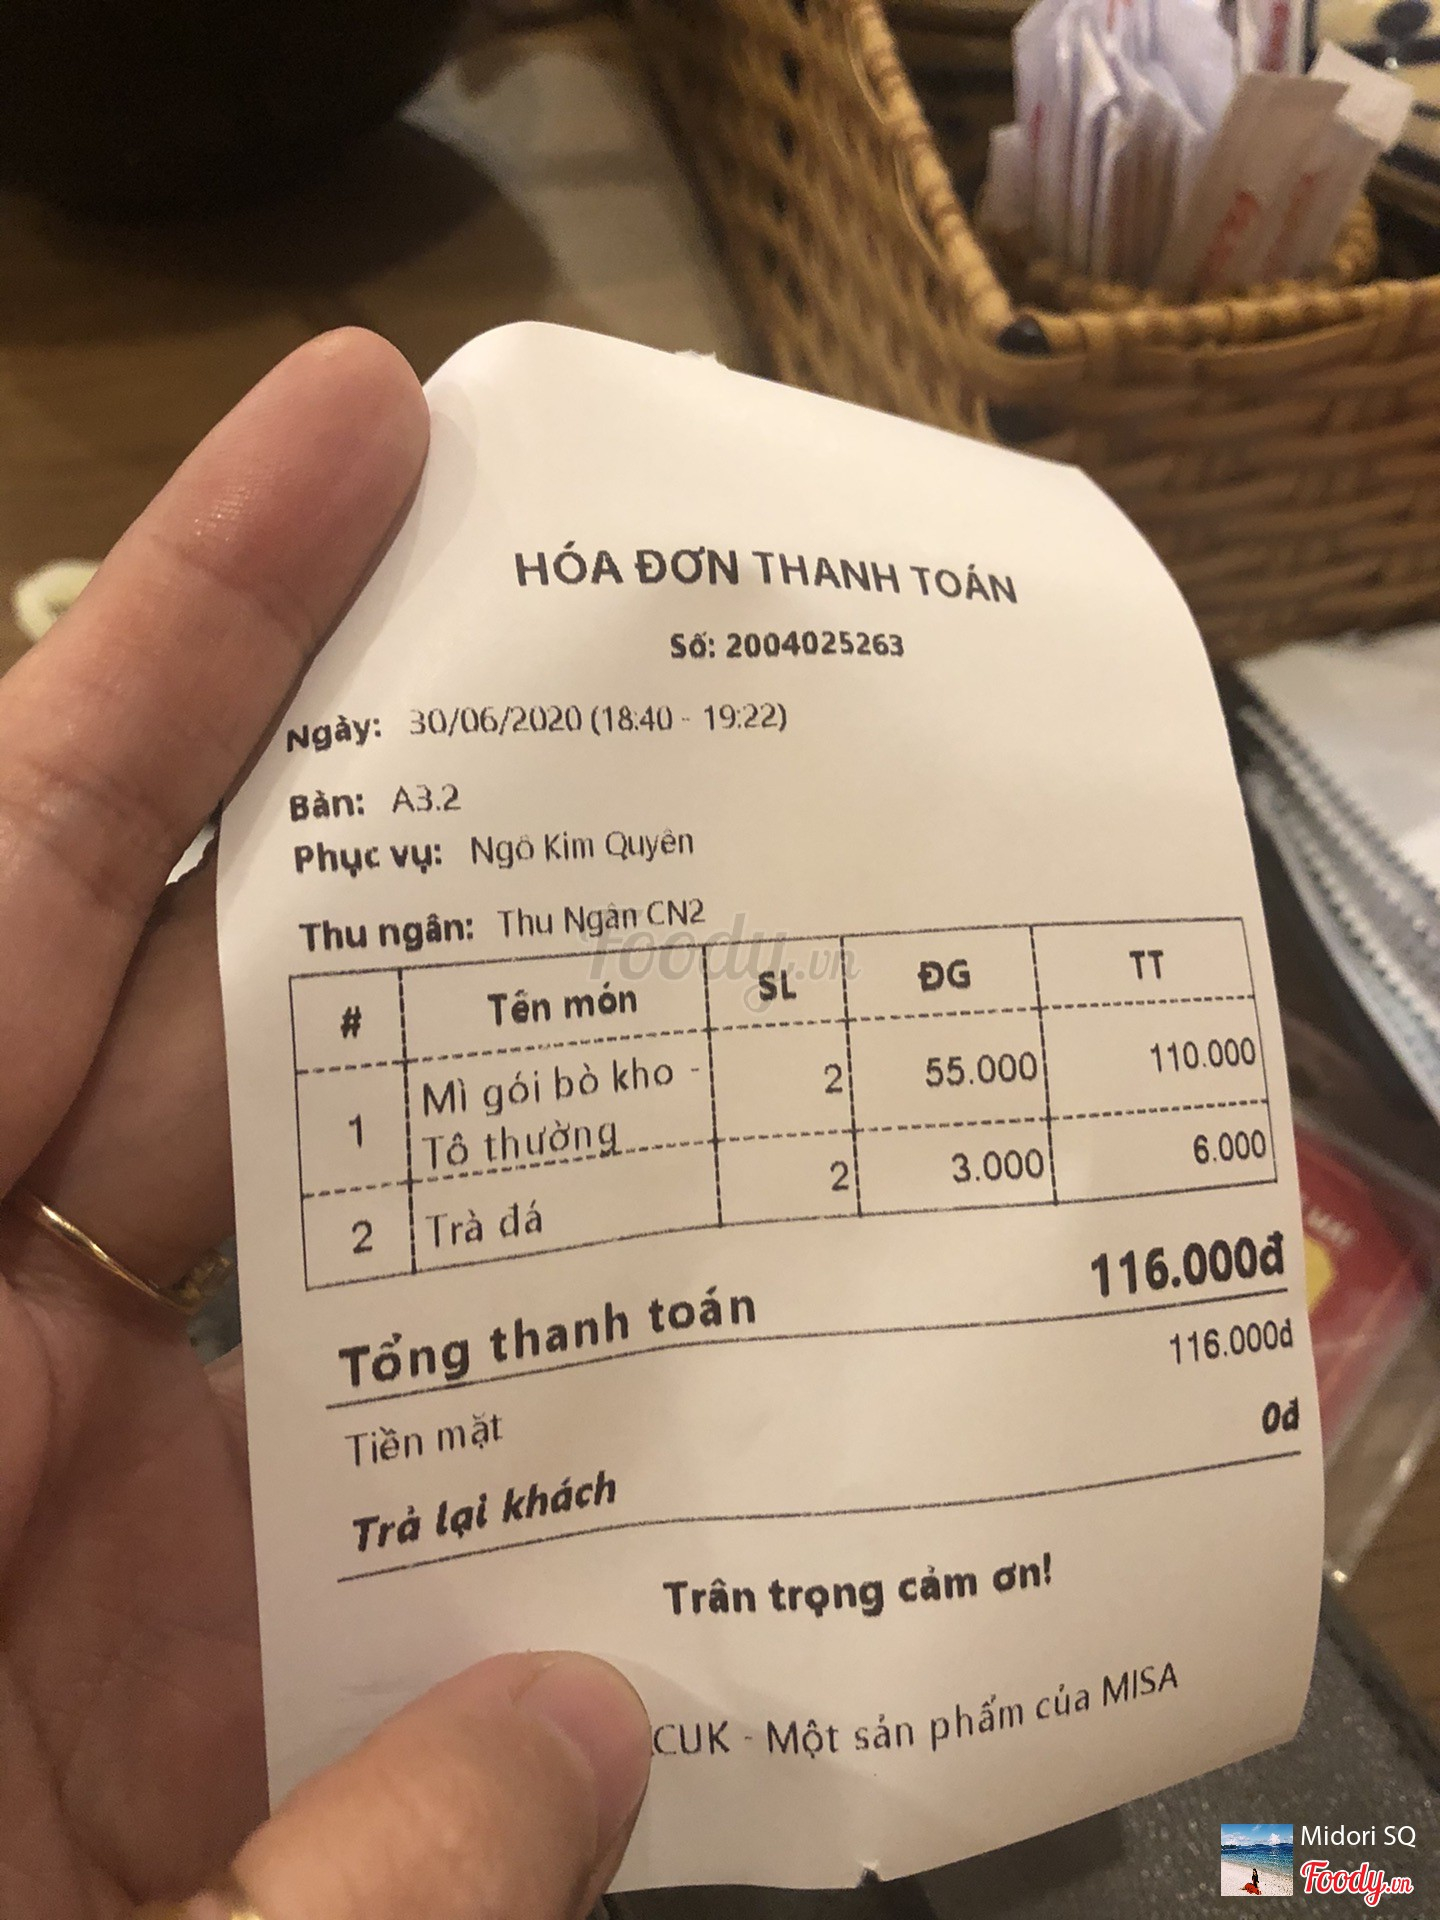 HÓA ĐƠN THANH TOÁN
Số: 2004025263
Ngày: 30/06/2020 (18:40 - 19:22)
Bàn: A3.2
Phục vụ: Ngô Kim Quyên
Thu ngân: Thu Ngân CN2
# Tên món SL ĐG TT
1 Mì gói bò kho - 2 55.000 110.000
Tô thường
2 Trà đá 2 3.000 6.000
Tổng thanh toán 116.000đ
Tiền mặt 116.000đ
Trả lại khách 0đ
Trân trọng cảm ơn!
CUK - Một sản phẩm của MISA
Foody.vn
Midori SQ
Foody.vn